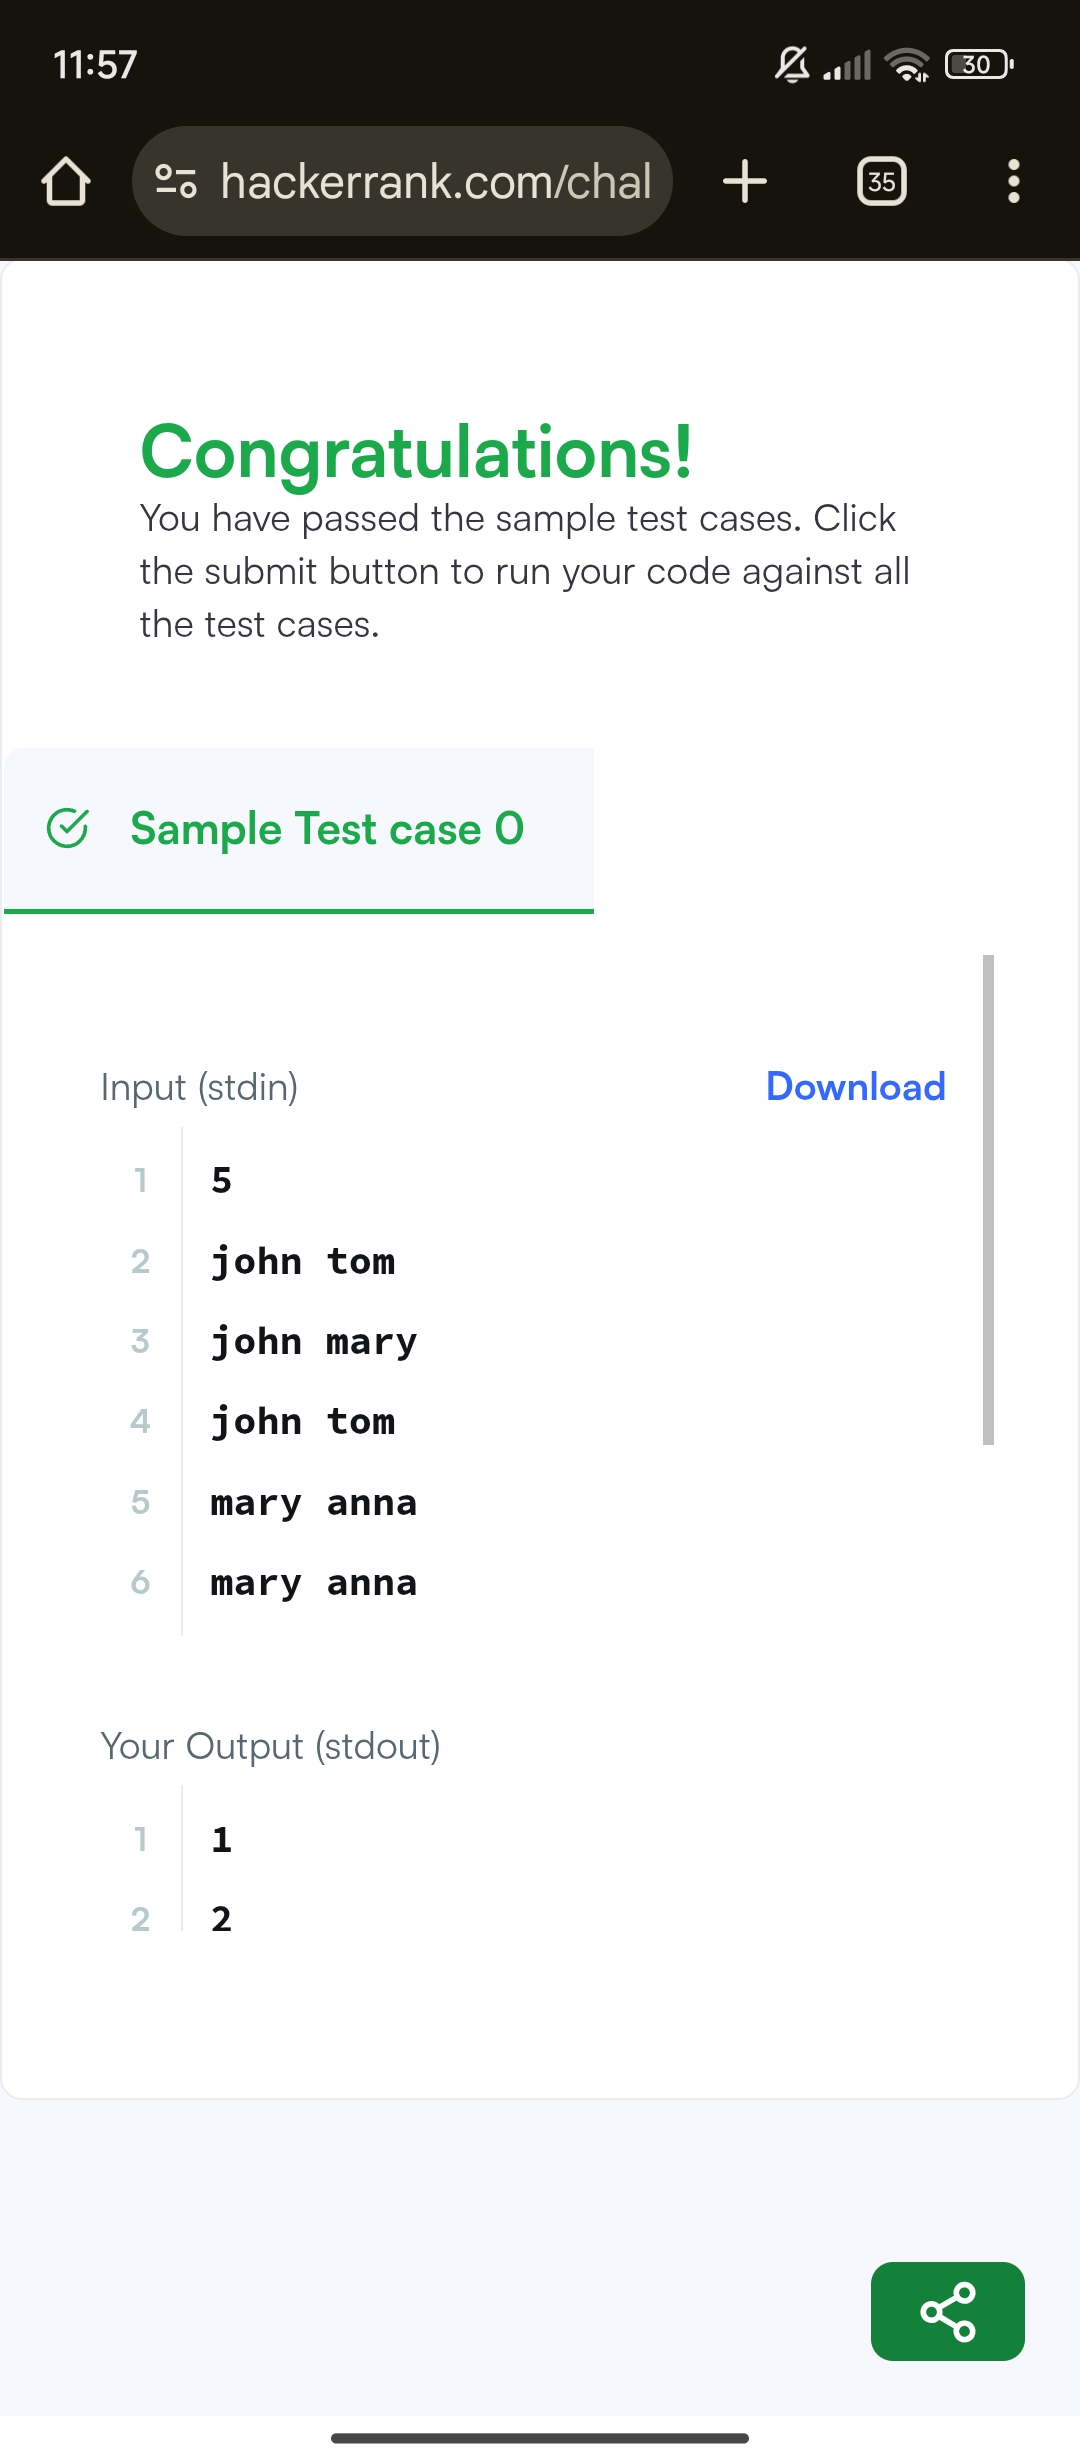 11:57
30
hackerrank.com/chal
35
Congratulations!
You have passed the sample test cases. Click
the submit button to run your code against all
the test cases.
Sample Test case 0
Input (stdin)
Download
1 5
2 john tom
3 john mary
4 john tom
5 mary anna
6 mary anna
Your Output (stdout)
1 1
2 2